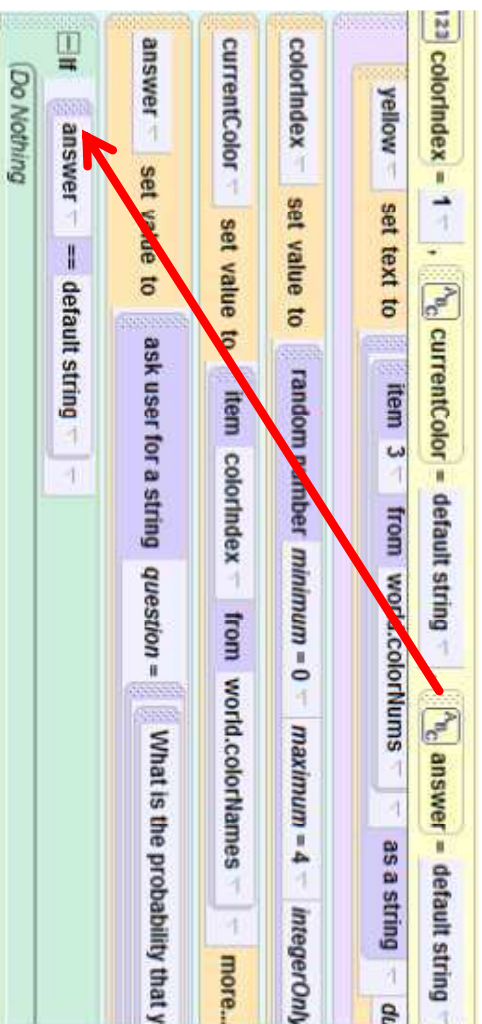 123 colorIndex = 1 , ABC currentColor = default string ABC answer = default string
yellow set text to item 3 from world.colorNums as a string
colorIndex set value to random number minimum = 0 maximum = 4 integerOnly
currentColor set value to item colorIndex from world.colorNames more...
answer set value to ask user for a string question = What is the probability that y
If answer == default string
(Do Nothing